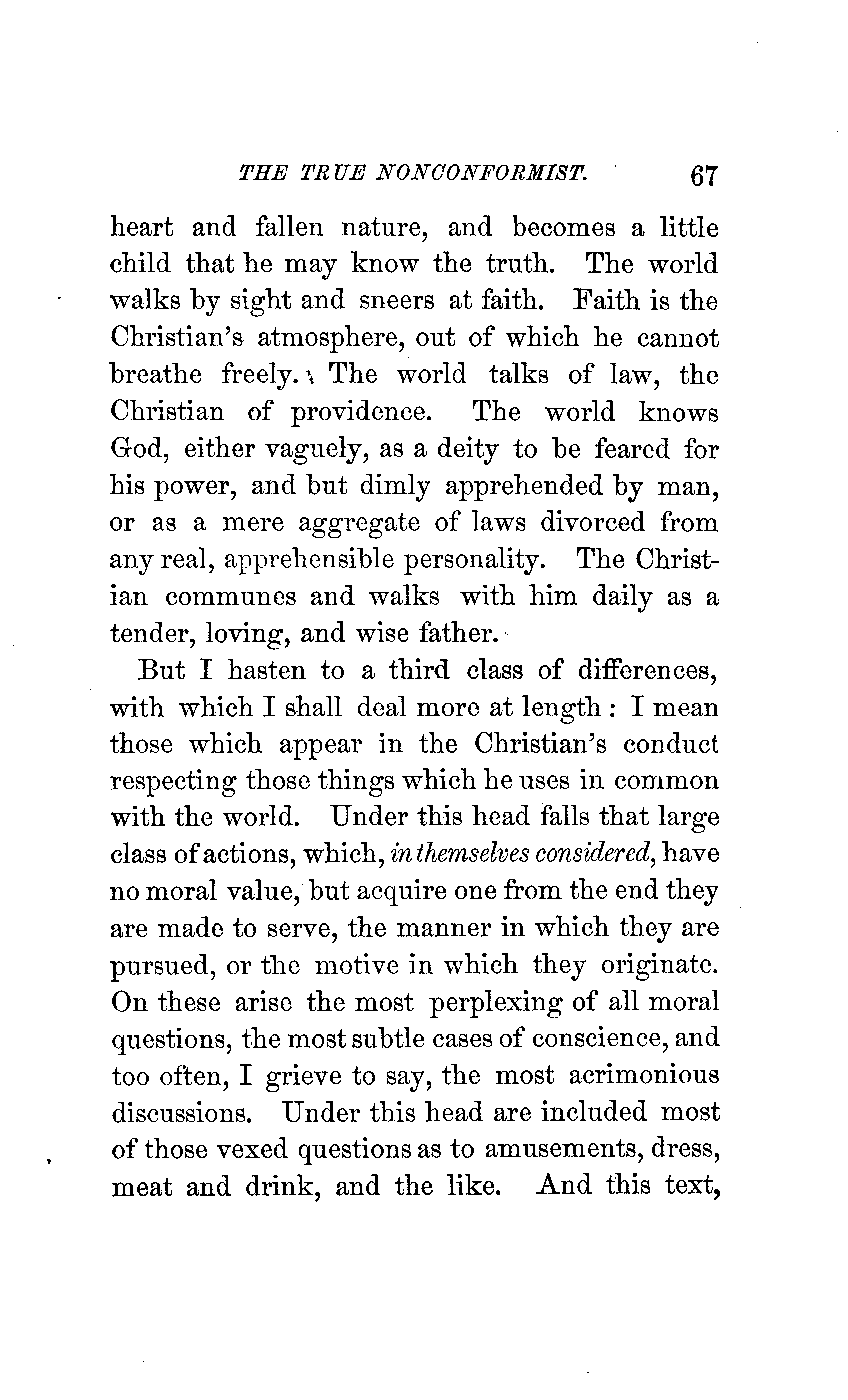 THE TRUE NONCONFORMIST. 67
heart and fallen nature, and becomes a little
child that he may know the truth. The world
walks by sight and sneers at faith. Faith is the
Christian's atmosphere, out of which he cannot
breathe freely. The world talks of law, the
Christian of providence. The world knows
God, either vaguely, as a deity to be feared for
his power, and but dimly apprehended by man,
or as a mere aggregate of laws divorced from
any real, apprehensible personality. The Christ-
ian communes and walks with him daily as a
tender, loving, and wise father.
But I hasten to a third class of differences,
with which I shall deal more at length : I mean
those which appear in the Christian's conduct
respecting those things which he uses in common
with the world. Under this head falls that large
class of actions, which, in themselves considered, have
no moral value, but acquire one from the end they
are made to serve, the manner in which they are
pursued, or the motive in which they originate.
On these arise the most perplexing of all moral
questions, the most subtle cases of conscience, and
too often, I grieve to say, the most acrimonious
discussions. Under this head are included most
of those vexed questions as to amusements, dress,
meat and drink, and the like. And this text,